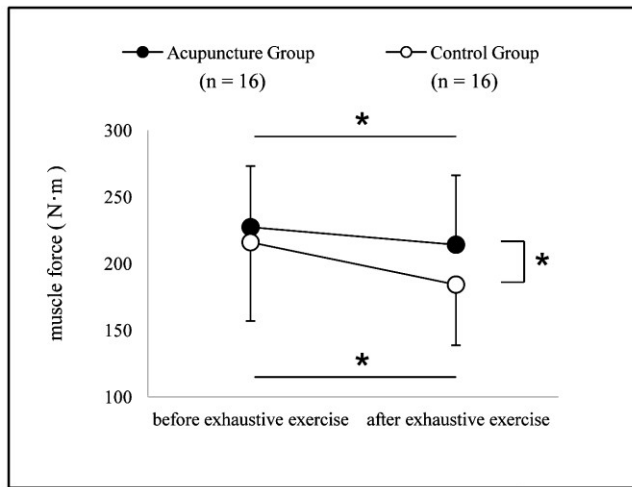 Acupuncture Group
(n = 16)
Control Group
(n = 16)
*
300
250
200
150
100
muscle force ( N·m )
*
*
before exhaustive exercise
after exhaustive exercise